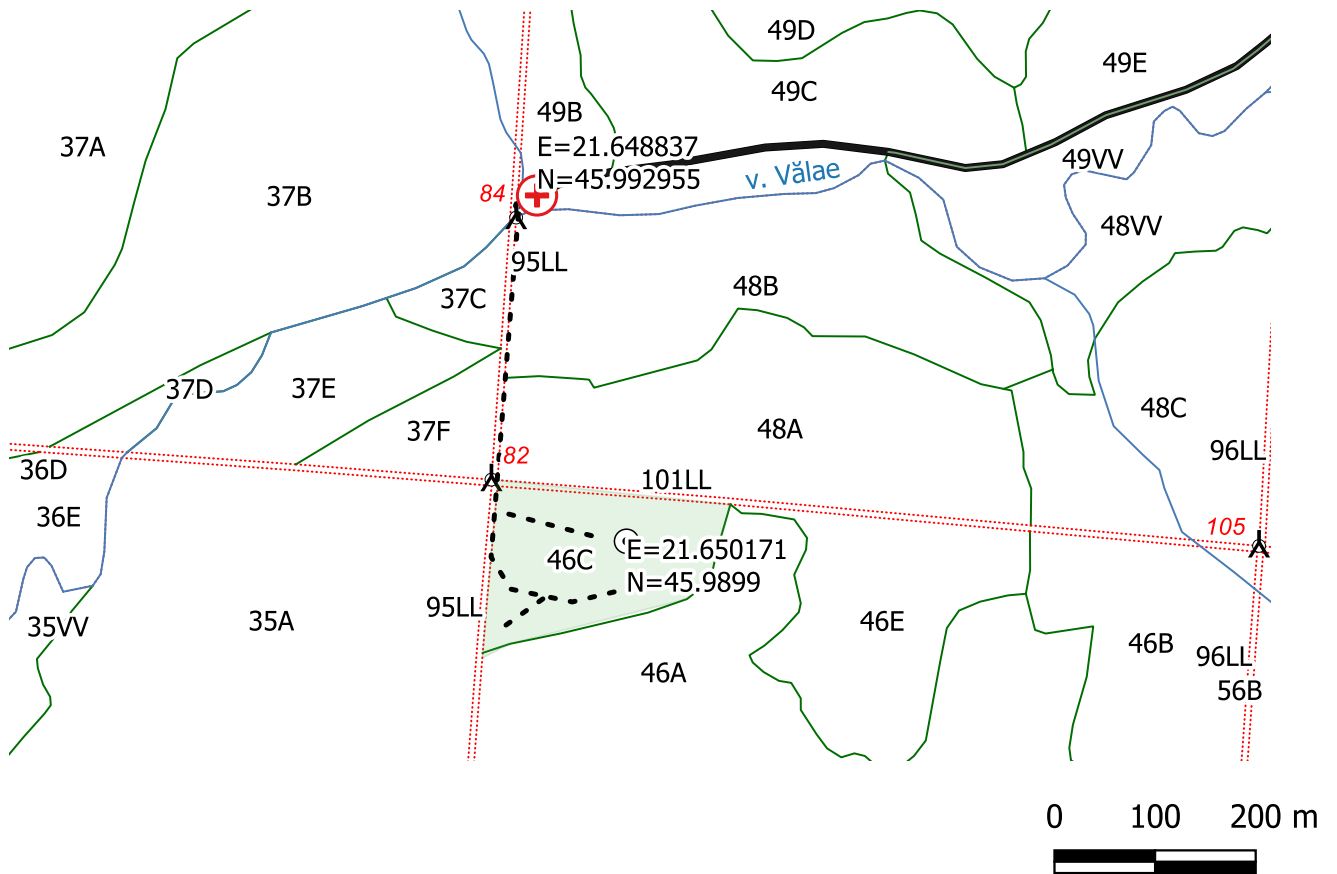 49D
49E
49C
49B
37A
E=21.648837
49VV
N=45.992955
v. Vălae
84
37B
48VV
95LL
48B
37C
37D
37E
48C
37F
48A
96LL
82
36D
101LL
36E
105
E=21.650171
46C
N=45.9899
95LL
35VV
35A
46E
46B
96LL
46A
56B
0 100 200 m